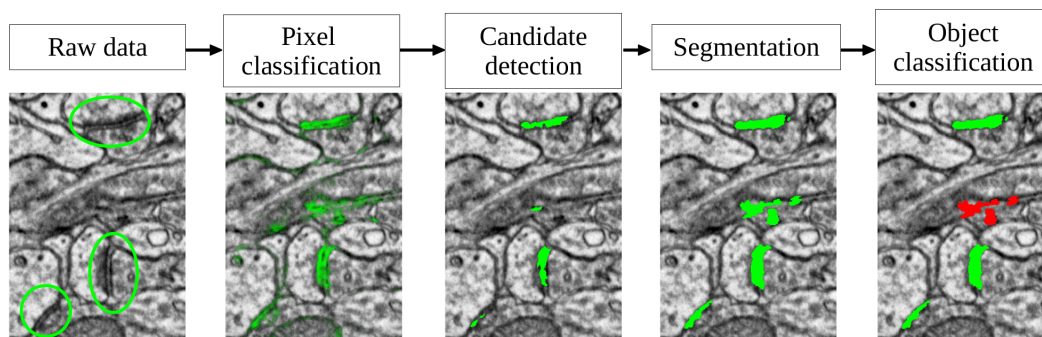 Raw data
Pixel
classification
Candidate
detection
Segmentation
Object
classification